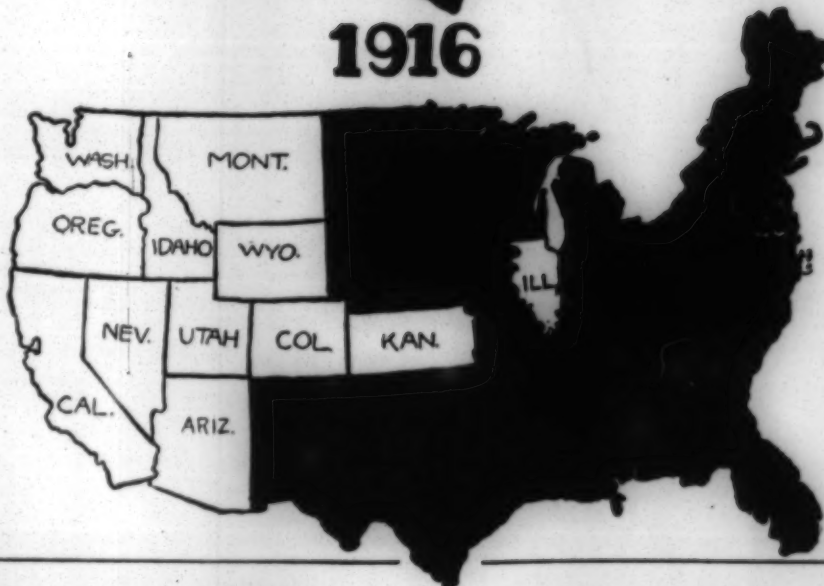 1916
WASH.
MONT.
OREG.
IDAHO
WYO.
ILL.
NEV.
UTAH
COL.
KAN.
CAL.
ARIZ.